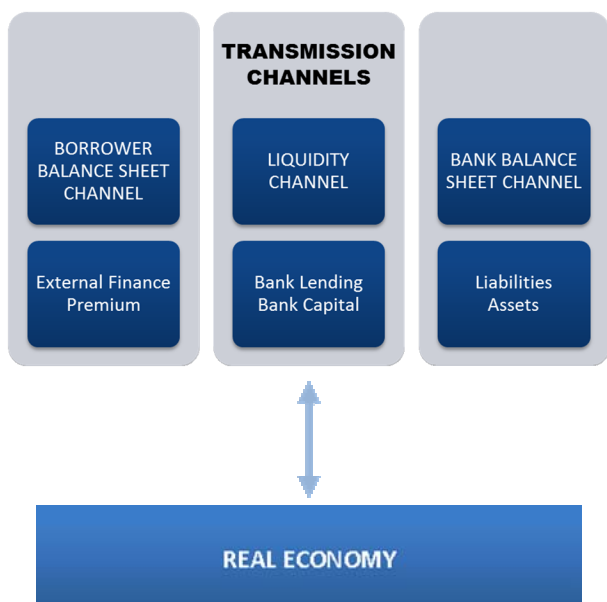 TRANSMISSION
CHANNELS
BORROWER
BALANCE SHEET
CHANNEL
LIQUIDITY
CHANNEL
BANK BALANCE
SHEET CHANNEL
External Finance
Premium
Bank Lending
Bank Capital
Liabilities
Assets
REAL ECONOMY